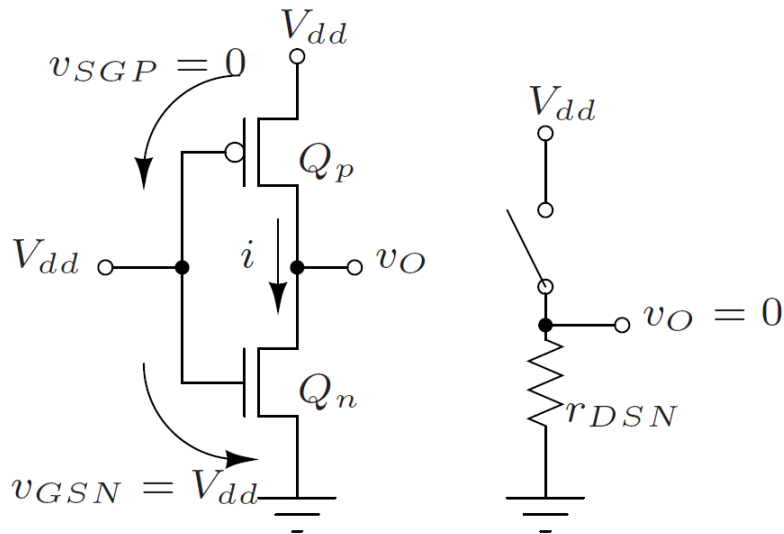 V_{dd}
v_{SGP} = 0
V_{dd}
Q_p
V_{dd}
i
v_O
v_O = 0
Q_n
r_{DSN}
v_{GSN} = V_{dd}